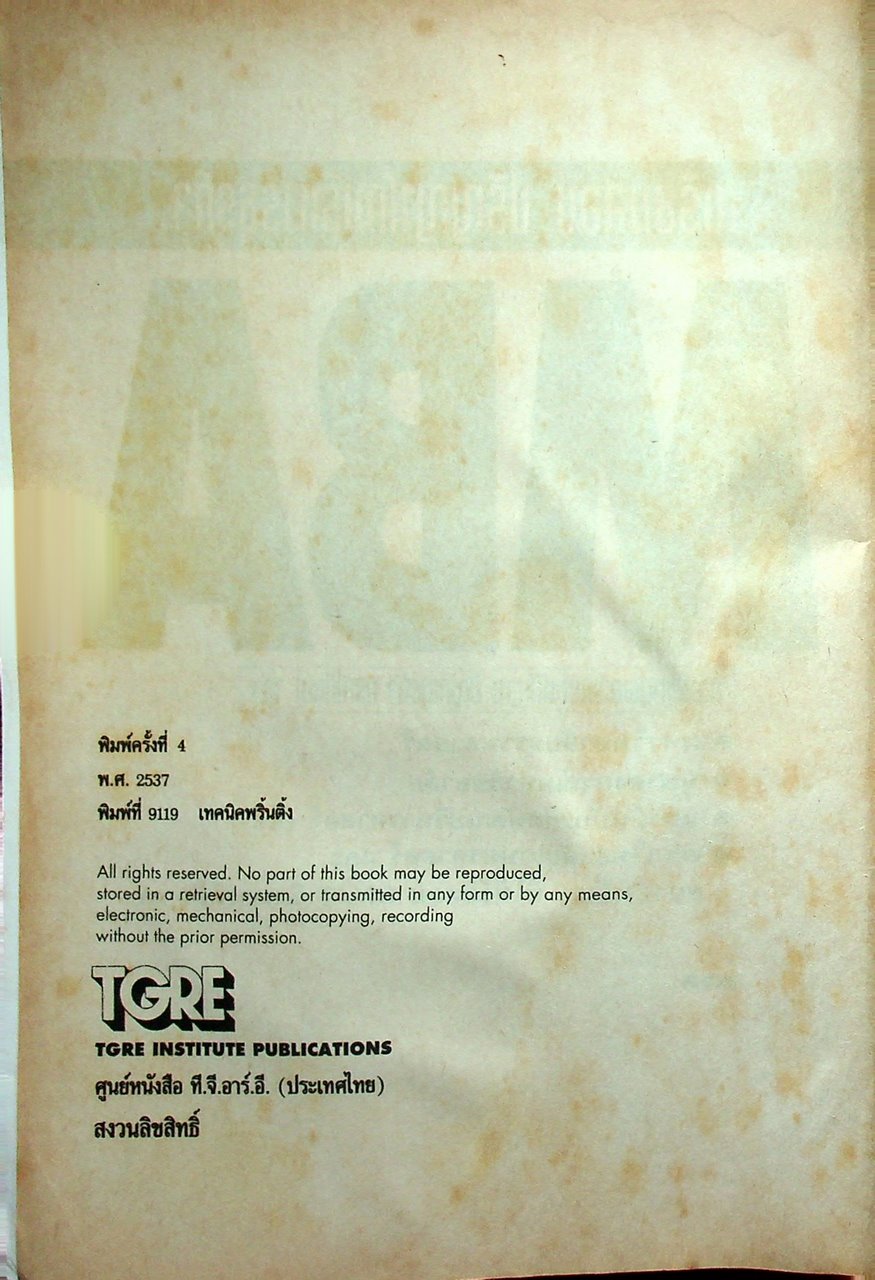 พิมพ์ครั้งที่ 4
พ.ศ. 2537
พิมพ์ที่ 9119 เทคนิคพริ้นติ้ง
All rights reserved. No part of this book may be reproduced,
stored in a retrieval system, or transmitted in any form or by any means,
electronic, mechanical, photocopying, recording
without the prior permission.
TGRE
TGRE INSTITUTE PUBLICATIONS
ศูนย์หนังสือ ที.จี.อาร์.อี. (ประเทศไทย)
สงวนลิขสิทธิ์